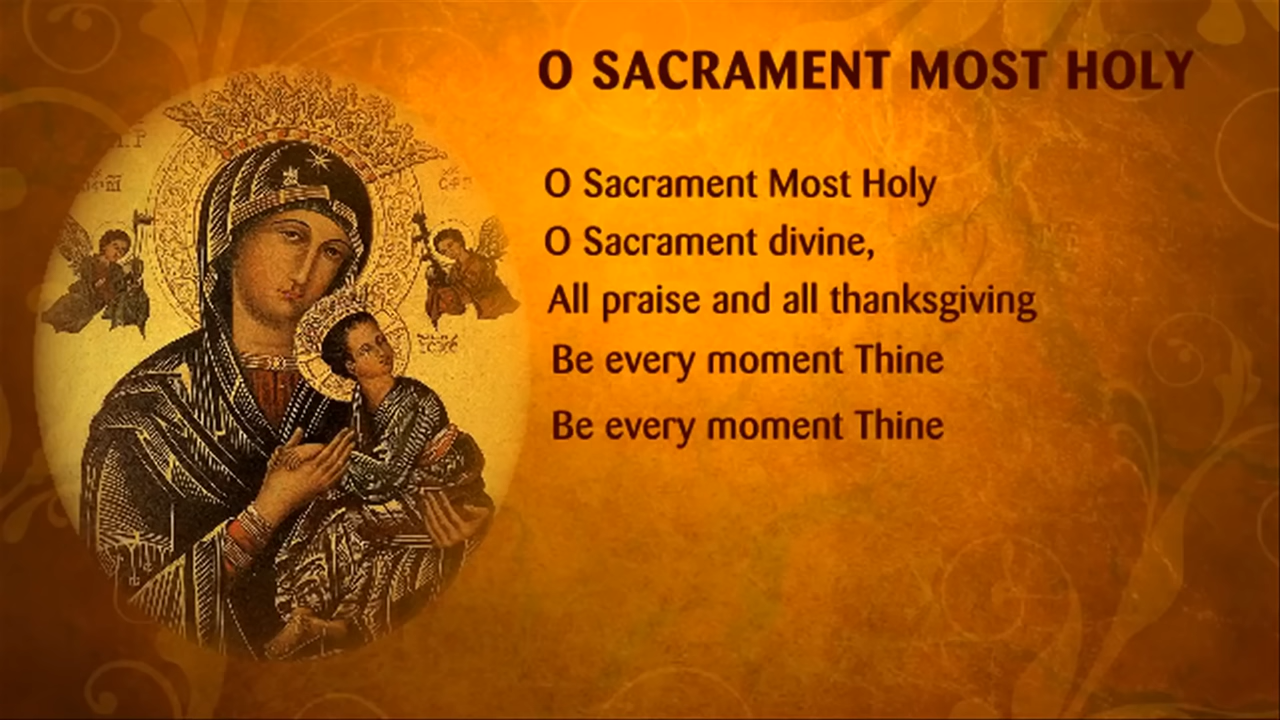 O SACRAMENT MOST HOLY
O Sacrament Most Holy
O Sacrament divine,
All praise and all thanksgiving
Be every moment Thine
Be every moment Thine